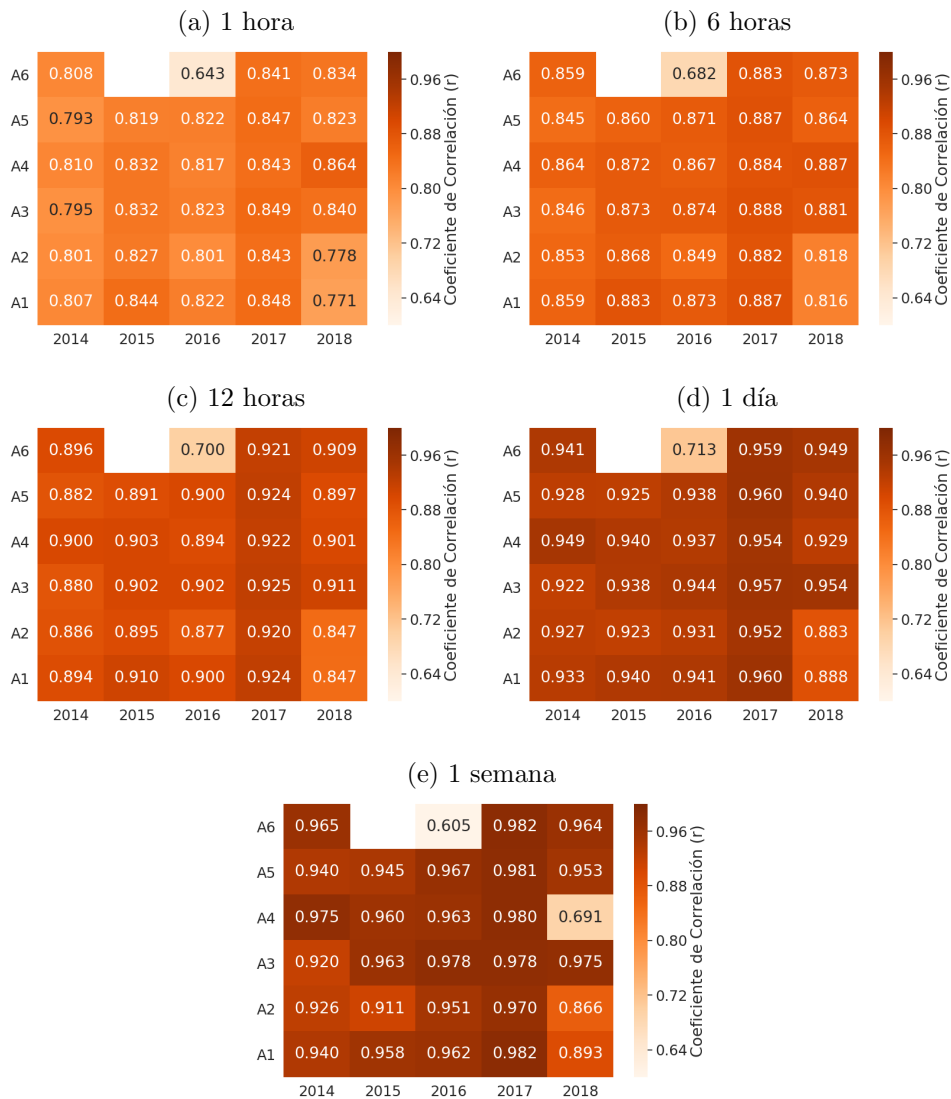 (a) 1 hora
A6 0.808 0.643 0.841 0.834
A5 0.793 0.819 0.822 0.847 0.823
A4 0.810 0.832 0.817 0.843 0.864
A3 0.795 0.832 0.823 0.849 0.840
A2 0.801 0.827 0.801 0.843 0.778
A1 0.807 0.844 0.822 0.848 0.771
2014 2015 2016 2017 2018
0.96
0.88
0.80
0.72
0.64
Coeficiente de Correlación (r)
(b) 6 horas
A6 0.859 0.682 0.883 0.873
A5 0.845 0.860 0.871 0.887 0.864
A4 0.864 0.872 0.867 0.884 0.887
A3 0.846 0.873 0.874 0.888 0.881
A2 0.853 0.868 0.849 0.882 0.818
A1 0.859 0.883 0.873 0.887 0.816
2014 2015 2016 2017 2018
0.96
0.88
0.80
0.72
0.64
Coeficiente de Correlación (r)
(c) 12 horas
A6 0.896 0.700 0.921 0.909
A5 0.882 0.891 0.900 0.924 0.897
A4 0.900 0.903 0.894 0.922 0.901
A3 0.880 0.902 0.902 0.925 0.911
A2 0.886 0.895 0.877 0.920 0.847
A1 0.894 0.910 0.900 0.924 0.847
2014 2015 2016 2017 2018
0.96
0.88
0.80
0.72
0.64
Coeficiente de Correlación (r)
(d) 1 día
A6 0.941 0.713 0.959 0.949
A5 0.928 0.925 0.938 0.960 0.940
A4 0.949 0.940 0.937 0.954 0.929
A3 0.922 0.938 0.944 0.957 0.954
A2 0.927 0.923 0.931 0.952 0.883
A1 0.933 0.940 0.941 0.960 0.888
2014 2015 2016 2017 2018
0.96
0.88
0.80
0.72
0.64
Coeficiente de Correlación (r)
(e) 1 semana
A6 0.965 0.605 0.982 0.964
A5 0.940 0.945 0.967 0.981 0.953
A4 0.975 0.960 0.963 0.980 0.691
A3 0.920 0.963 0.978 0.978 0.975
A2 0.926 0.911 0.951 0.970 0.866
A1 0.940 0.958 0.962 0.982 0.893
2014 2015 2016 2017 2018
0.96
0.88
0.80
0.72
0.64
Coeficiente de Correlación (r)